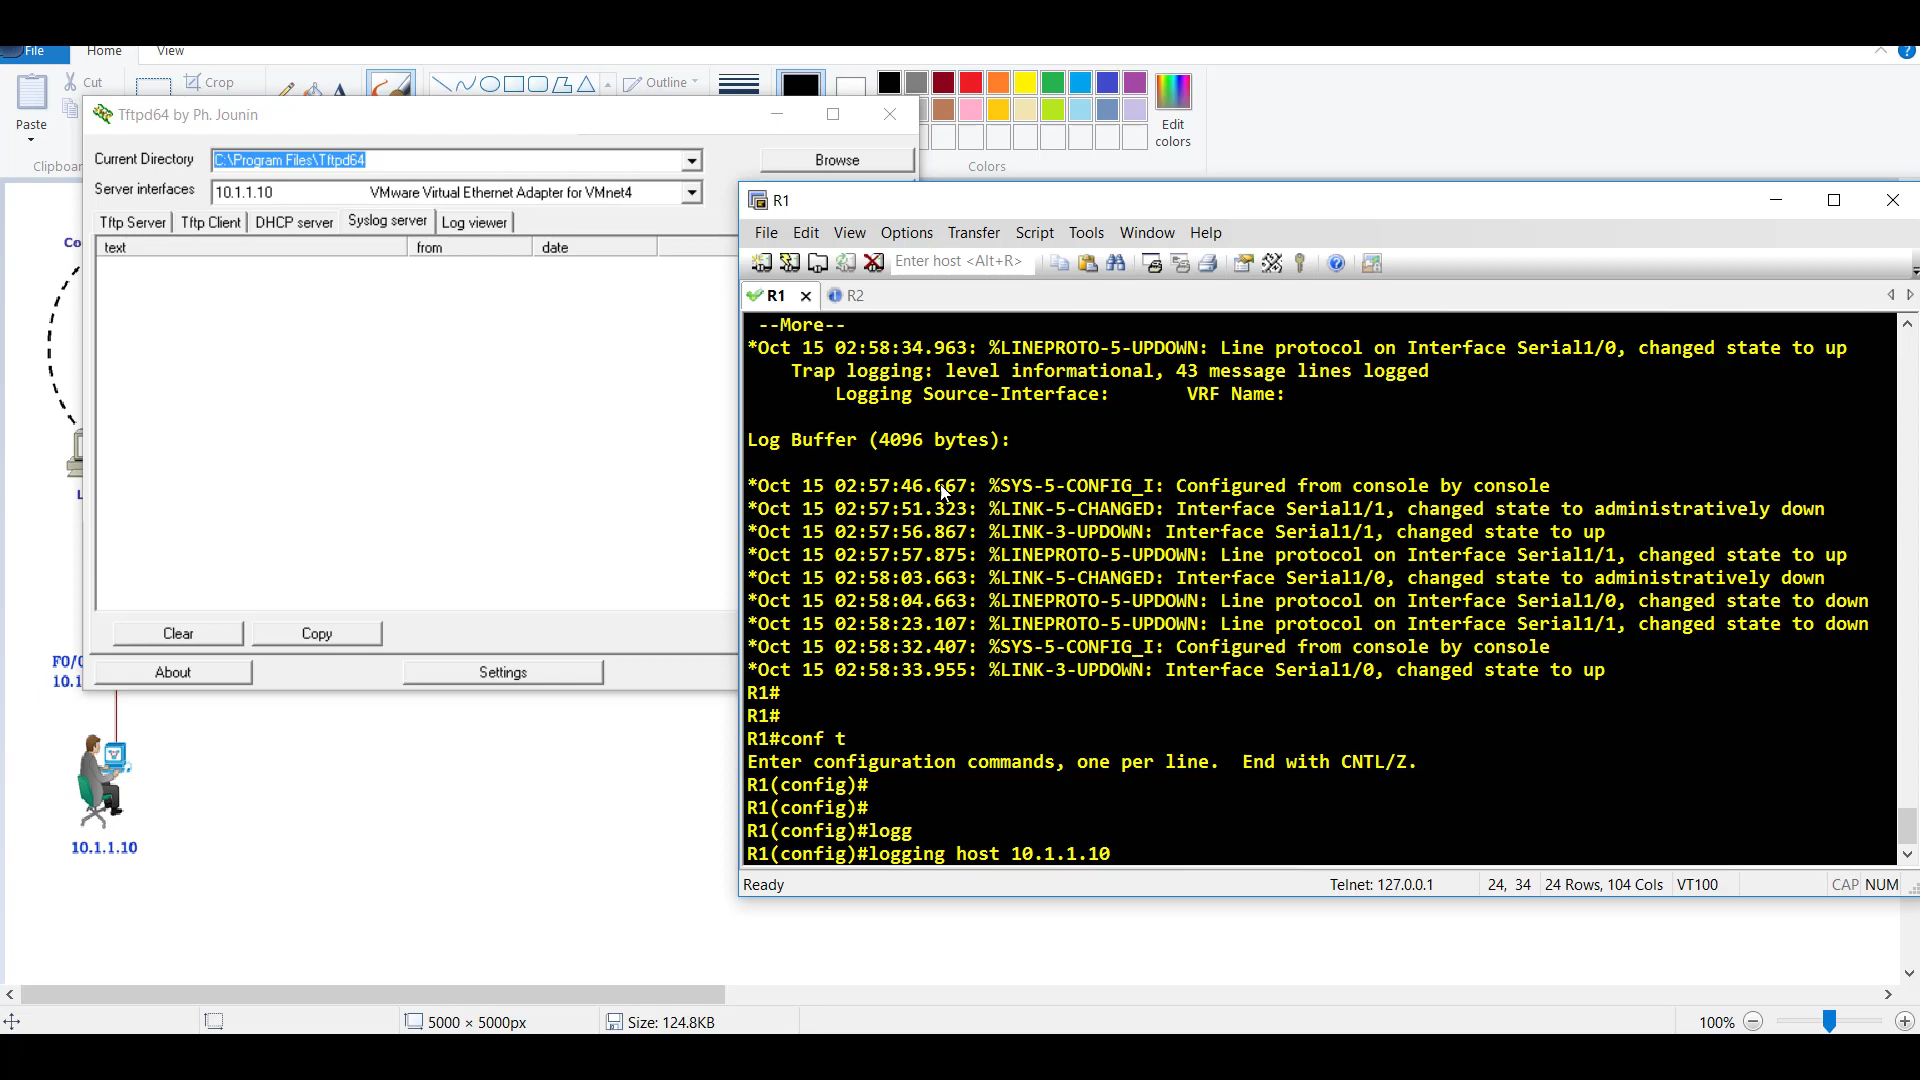 File Home View
Cut
Crop
Outline
Paste
Edit
colors
Clipboar
Colors
Tftpd64 by Ph. Jounin
Current Directory C:\Program Files\Tftpd64 Browse
Server interfaces 10.1.1.10 VMware Virtual Ethernet Adapter for VMnet4
Tftp Server Tftp Client DHCP server Syslog server Log viewer
text from date
Clear Copy
About Settings
Co
L
F0/0
10.1
10.1.1.10
R1
File Edit View Options Transfer Script Tools Window Help
Enter host <Alt+R>
R1 R2
--More--
*Oct 15 02:58:34.963: %LINEPROTO-5-UPDOWN: Line protocol on Interface Serial1/0, changed state to up
Trap logging: level informational, 43 message lines logged
Logging Source-Interface: VRF Name:
Log Buffer (4096 bytes):
*Oct 15 02:57:46.667: %SYS-5-CONFIG_I: Configured from console by console
*Oct 15 02:57:51.323: %LINK-5-CHANGED: Interface Serial1/1, changed state to administratively down
*Oct 15 02:57:56.867: %LINK-3-UPDOWN: Interface Serial1/1, changed state to up
*Oct 15 02:57:57.875: %LINEPROTO-5-UPDOWN: Line protocol on Interface Serial1/1, changed state to up
*Oct 15 02:58:03.663: %LINK-5-CHANGED: Interface Serial1/0, changed state to administratively down
*Oct 15 02:58:04.663: %LINEPROTO-5-UPDOWN: Line protocol on Interface Serial1/0, changed state to down
*Oct 15 02:58:23.107: %LINEPROTO-5-UPDOWN: Line protocol on Interface Serial1/1, changed state to down
*Oct 15 02:58:32.407: %SYS-5-CONFIG_I: Configured from console by console
*Oct 15 02:58:33.955: %LINK-3-UPDOWN: Interface Serial1/0, changed state to up
R1#
R1#
R1#conf t
Enter configuration commands, one per line. End with CNTL/Z.
R1(config)#
R1(config)#
R1(config)#logg
R1(config)#logging host 10.1.1.10
Ready Telnet: 127.0.0.1 24, 34 24 Rows, 104 Cols VT100 CAP NUM
5000 × 5000px Size: 124.8KB 100%